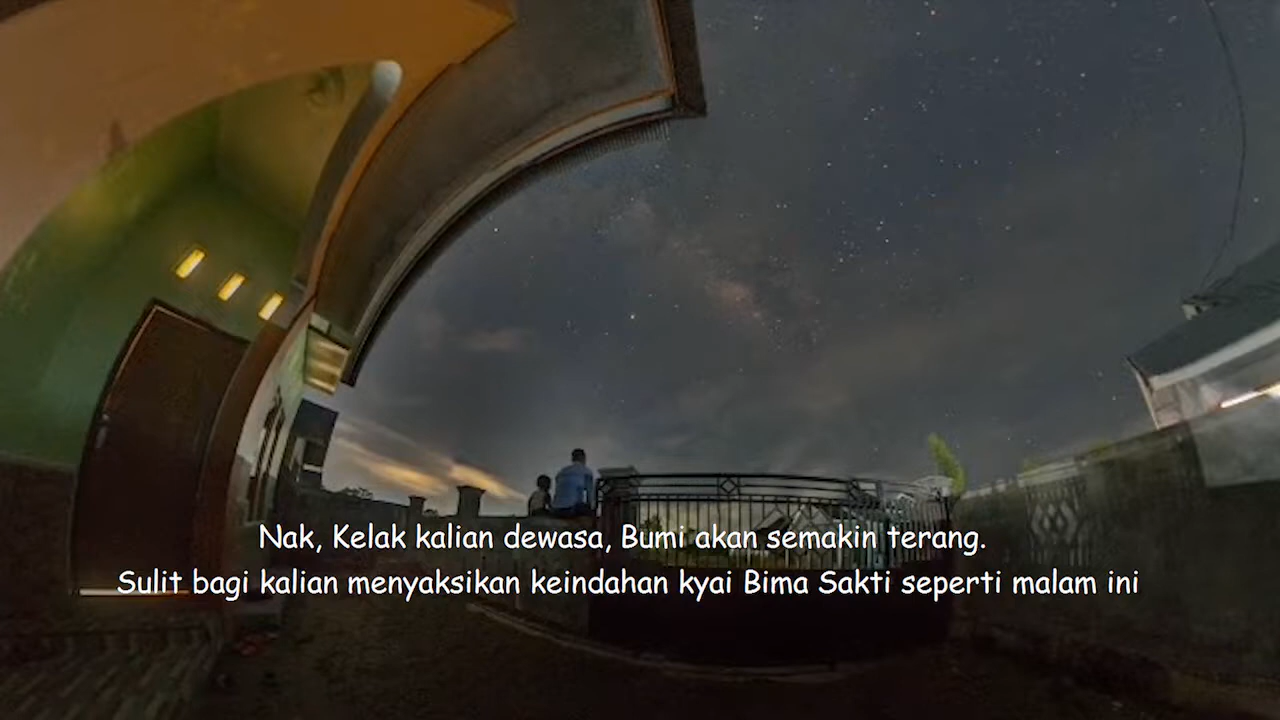 Nak, Kelak kalian dewasa, Bumi akan semakin terang.
Sulit bagi kalian menyaksikan keindahan kyai Bima Sakti seperti malam ini